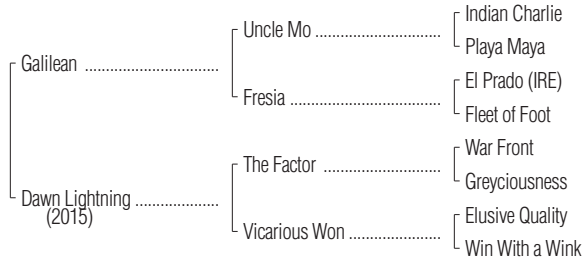 Indian Charlie
Uncle Mo
Playa Maya
Galilean
El Prado (IRE)
Fresia
Fleet of Foot
War Front
The Factor
Greyciousness
Dawn Lightning
(2015)
Elusive Quality
Vicarious Won
Win With a Wink